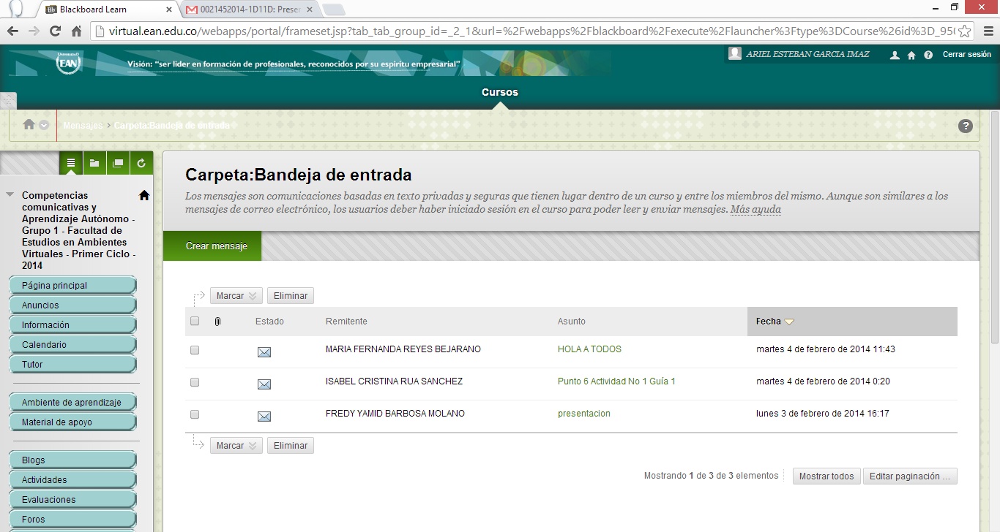 Blackboard Learn
0021452014-1D11D: Preser
virtual.ean.edu.co/webapps/portal/frameset.jsp?tab_tab_group_id=_2_1&url=%2Fwebapps%2Fblackboard%2Fexecute%2Flauncher%3Ftype%3DCourse%26id%3D_950
UNIVERSIDAD
EAN
Visión: "ser lider en formación de profesionales, reconocidos por su espiritu empresarial"
ARIEL ESTEBAN GARCIA IMAZ
Cerrar sesión
Cursos
Mensajes > Carpeta:Bandeja de entrada
Competencias
comunicativas y
Aprendizaje Autónomo -
Grupo 1 - Facultad de
Estudios en Ambientes
Virtuales - Primer Ciclo -
2014
Página principal
Anuncios
Información
Calendario
Tutor
Ambiente de aprendizaje
Material de apoyo
Blogs
Actividades
Evaluaciones
Foros
Carpeta:Bandeja de entrada
Los mensajes son comunicaciones basadas en texto privadas y seguras que tienen lugar dentro de un curso y entre los miembros del mismo. Aunque son similares a los
mensajes de correo electrónico, los usuarios deber haber iniciado sesión en el curso para poder leer y enviar mensajes. Más ayuda
Crear mensaje
Marcar Eliminar
Estado Remitente Asunto Fecha
MARIA FERNANDA REYES BEJARANO HOLA A TODOS martes 4 de febrero de 2014 11:43
ISABEL CRISTINA RUA SANCHEZ Punto 6 Actividad No 1 Guía 1 martes 4 de febrero de 2014 0:20
FREDY YAMID BARBOSA MOLANO presentacion lunes 3 de febrero de 2014 16:17
Marcar Eliminar
Mostrando 1 de 3 de 3 elementos Mostrar todos Editar paginación ...